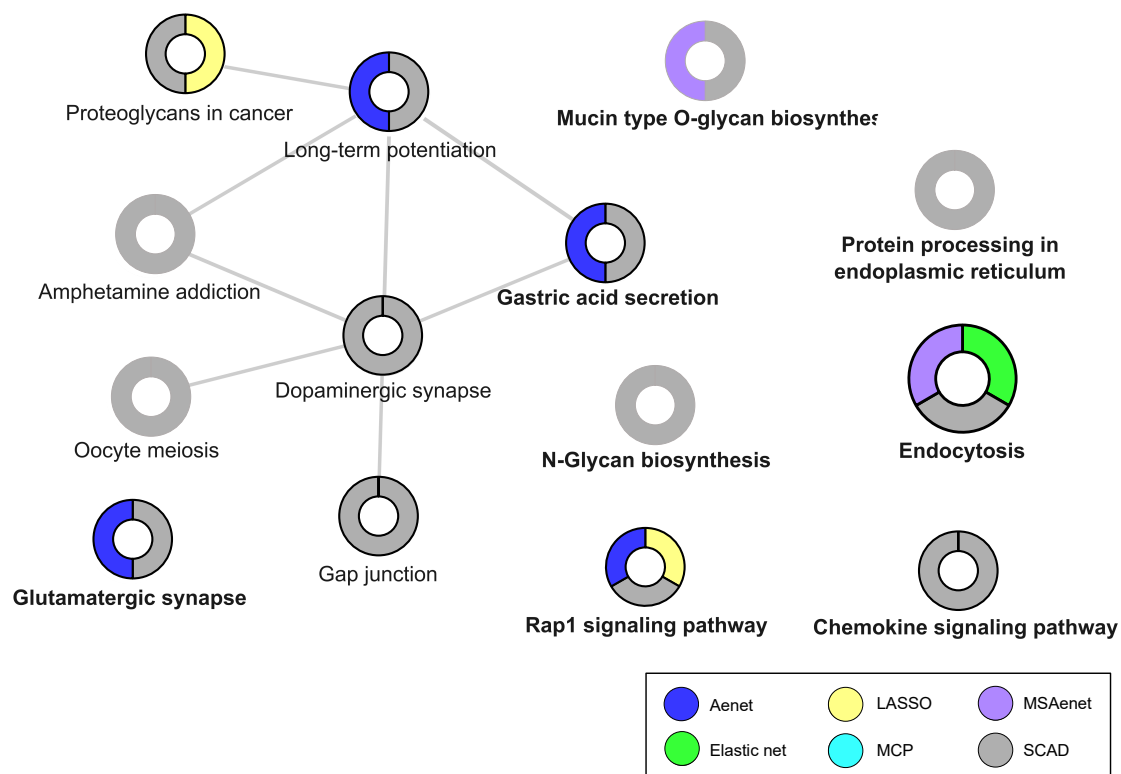 Proteoglycans in cancer
Long-term potentiation
Mucin type O-glycan biosynthes
Protein processing in
endoplasmic reticulum
Amphetamine addiction
Gastric acid secretion
Dopaminergic synapse
Oocyte meiosis
N-Glycan biosynthesis
Endocytosis
Gap junction
Glutamatergic synapse
Rap1 signaling pathway
Chemokine signaling pathway
Aenet
LASSO
MSAenet
Elastic net
MCP
SCAD